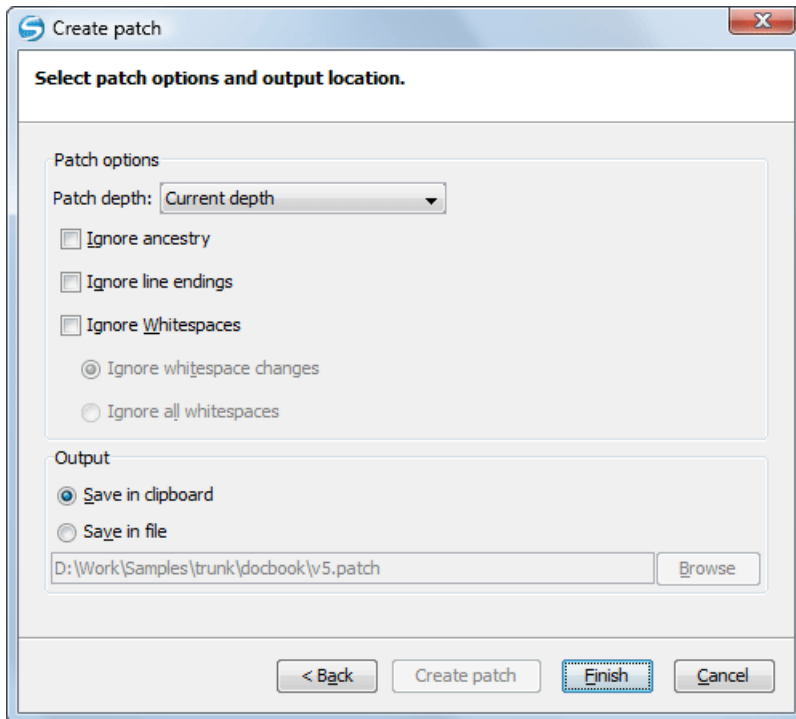 Create patch
Select patch options and output location.
Patch options
Patch depth: Current depth
Ignore ancestry
Ignore line endings
Ignore Whitespaces
Ignore whitespace changes
Ignore all whitespaces
Output
Save in clipboard
Save in file
D:\Work\Samples\trunk\docbook\v5.patch Browse
< Back Create patch Finish Cancel